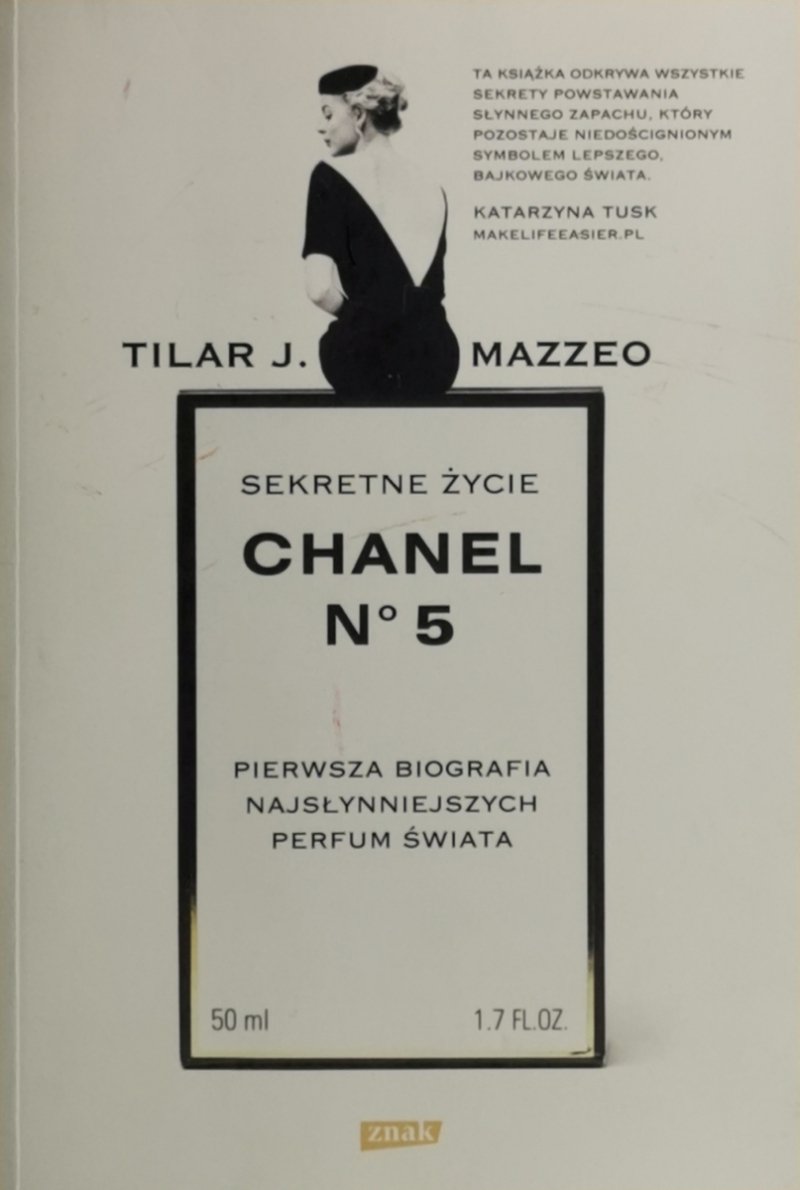 TA KSIĄŻKA ODKRYWA WSZYSTKIE
SEKRETY POWSTAWANIA
SŁYNNEGO ZAPACHU, KTÓRY
POZOSTAJE NIEDOŚCIGNIONYM
SYMBOLEM LEPSZEGO,
BAJKOWEGO ŚWIATA.
KATARZYNA TUSK
MAKELIFEEASIER.PL
TILAR J. MAZZEO
SEKRETNE ŻYCIE
CHANEL
Nº 5
PIERWSZA BIOGRAFIA
NAJSŁYNNIEJSZYCH
PERFUM ŚWIATA
50 ml 1.7 FL.OZ.
znak